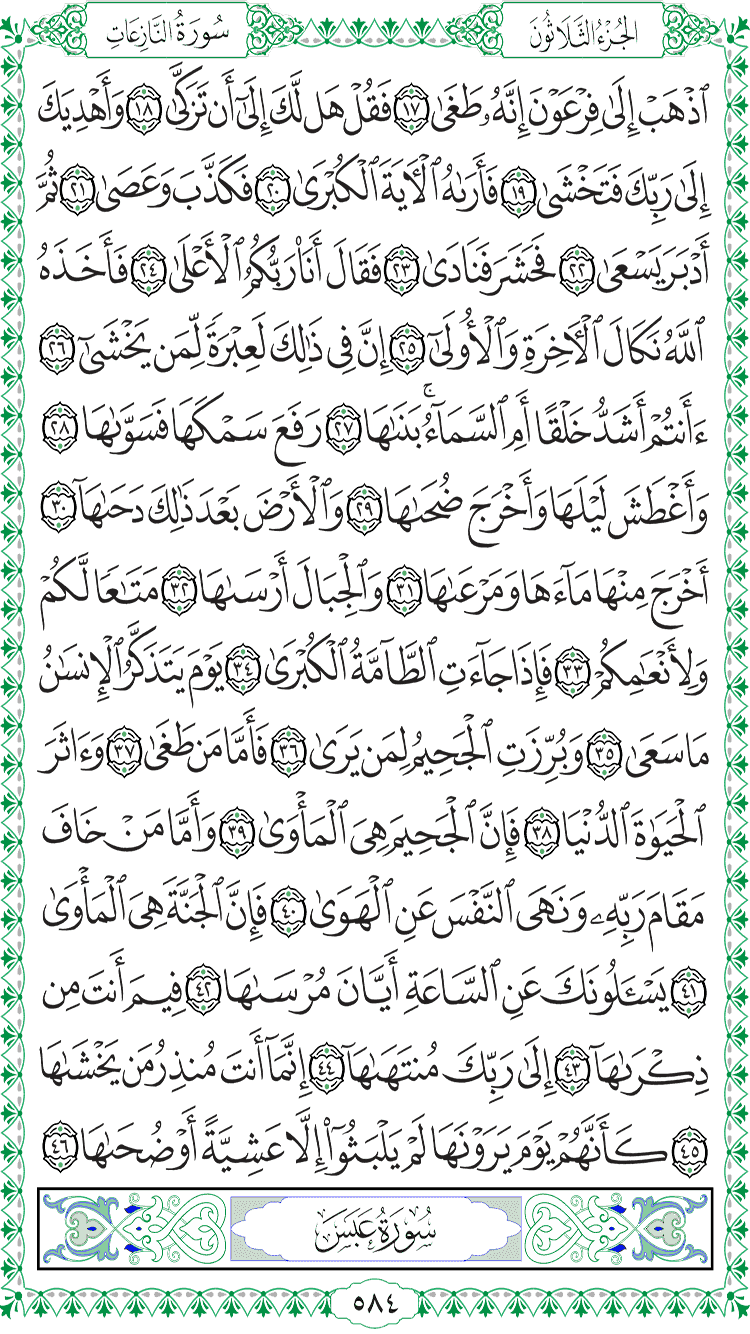 الجُزْءُ الثَّلَاثُونَ
سُورَةُ النَّازِعَاتِ
ٱذۡهَبۡ إِلَىٰ فِرۡعَوۡنَ إِنَّهُۥ طَغَىٰ ١٧ فَقُلۡ هَل لَّكَ إِلَىٰٓ أَن تَزَكَّىٰ ١٨ وَأَهۡدِيَكَ
إِلَىٰ رَبِّكَ فَتَخۡشَىٰ ١٩ فَأَرَىٰهُ ٱلۡأٓيَةَ ٱلۡكُبۡرَىٰ ٢٠ فَكَذَّبَ وَعَصَىٰ ٢١ ثُمَّ
أَدۡبَرَ يَسۡعَىٰ ٢٢ فَحَشَرَ فَنَادَىٰ ٢٣ فَقَالَ أَنَا۠ رَبُّكُمُ ٱلۡأَعۡلَىٰ ٢٤ فَأَخَذَهُ
ٱللَّهُ نَكَالَ ٱلۡأٓخِرَةِ وَٱلۡأُولَىٰٓ ٢٥ إِنَّ فِي ذَٰلِكَ لَعِبۡرَةٗ لِّمَن يَخۡشَىٰٓ ٢٦
ءَأَنتُمۡ أَشَدُّ خَلۡقًا أَمِ ٱلسَّمَآءُۚ بَنَىٰهَا ٢٧ رَفَعَ سَمۡكَهَا فَسَوَّىٰهَا ٢٨
وَأَغۡطَشَ لَيۡلَهَا وَأَخۡرَجَ ضُحَىٰهَا ٢٩ وَٱلۡأَرۡضَ بَعۡدَ ذَٰلِكَ دَحَىٰهَآ ٣٠
أَخۡرَجَ مِنۡهَا مَآءَهَا وَمَرۡعَىٰهَا ٣١ وَٱلۡجِبَالَ أَرۡسَىٰهَا ٣٢ مَتَٰعٗا لَّكُمۡ
وَلِأَنۡعَٰمِكُمۡ ٣٣ فَإِذَا جَآءَتِ ٱلطَّآمَّةُ ٱلۡكُبۡرَىٰ ٣٤ يَوۡمَ يَتَذَكَّرُ ٱلۡإِنسَٰنُ
مَا سَعَىٰ ٣٥ وَبُرِّزَتِ ٱلۡجَحِيمُ لِمَن يَرَىٰ ٣٦ فَأَمَّا مَن طَغَىٰ ٣٧ وَءَاثَرَ
ٱلۡحَيَوٰةَ ٱلدُّنۡيَا ٣٨ فَإِنَّ ٱلۡجَحِيمَ هِيَ ٱلۡمَأۡوَىٰ ٣٩ وَأَمَّا مَنۡ خَافَ
مَقَامَ رَبِّهِۦ وَنَهَى ٱلنَّفۡسَ عَنِ ٱلۡهَوَىٰ ٤٠ فَإِنَّ ٱلۡجَنَّةَ هِيَ ٱلۡمَأۡوَىٰ
٤١ يَسۡـَٔلُونَكَ عَنِ ٱلسَّاعَةِ أَيَّانَ مُرۡسَىٰهَا ٤٢ فِيمَ أَنتَ مِن
ذِكۡرَىٰهَآ ٤٣ إِلَىٰ رَبِّكَ مُنتَهَىٰهَآ ٤٤ إِنَّمَآ أَنتَ مُنذِرُ مَن يَخۡشَىٰهَا
٤٥ كَأَنَّهُمۡ يَوۡمَ يَرَوۡنَهَا لَمۡ يَلۡبَثُوٓاْ إِلَّا عَشِيَّةً أَوۡ ضُحَىٰهَا ٤٦
سُورَةُ عَبَسَ
٥٨٤